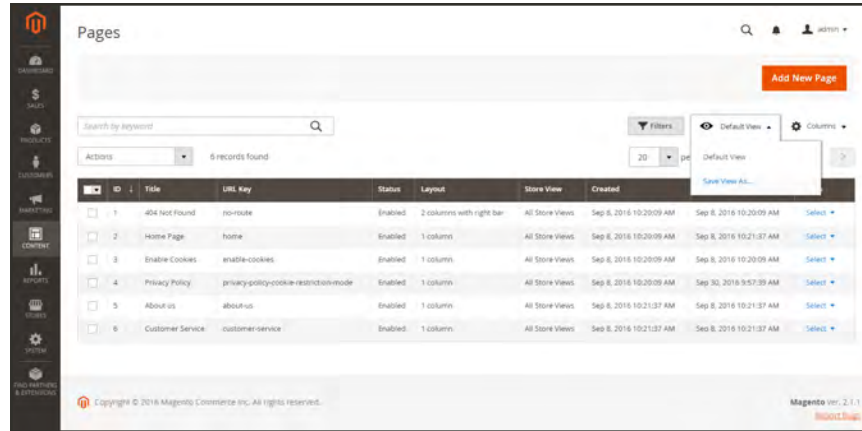 Pages
admin
DASHBOARD
SALES
PRODUCTS
CUSTOMERS
MARKETING
CONTENT
REPORTS
STORES
SYSTEM
FIND PARTNERS
& EXTENSIONS
Add New Page
Search by keyword
Filters Default View Columns
Actions 6 records found 20 pe
Default View
Save View As...
ID ↓ Title URL Key Status Layout Store View Created
1 404 Not Found no-route Enabled 2 columns with right bar All Store Views Sep 8, 2016 10:20:09 AM Sep 8, 2016 10:20:09 AM Select
2 Home Page home Enabled 1 column All Store Views Sep 8, 2016 10:20:09 AM Sep 8, 2016 10:21:37 AM Select
3 Enable Cookies enable-cookies Enabled 1 column All Store Views Sep 8, 2016 10:20:09 AM Sep 8, 2016 10:20:09 AM Select
4 Privacy Policy privacy-policy-cookie-restriction-mode Enabled 1 column All Store Views Sep 8, 2016 10:20:09 AM Sep 30, 2016 9:57:39 AM Select
5 About us about-us Enabled 1 column All Store Views Sep 8, 2016 10:21:37 AM Sep 8, 2016 10:21:37 AM Select
6 Customer Service customer-service Enabled 1 column All Store Views Sep 8, 2016 10:21:37 AM Sep 8, 2016 10:21:37 AM Select
Copyright © 2016 Magento Commerce Inc. All rights reserved.
Magento ver. 2.1.1
Report Bugs